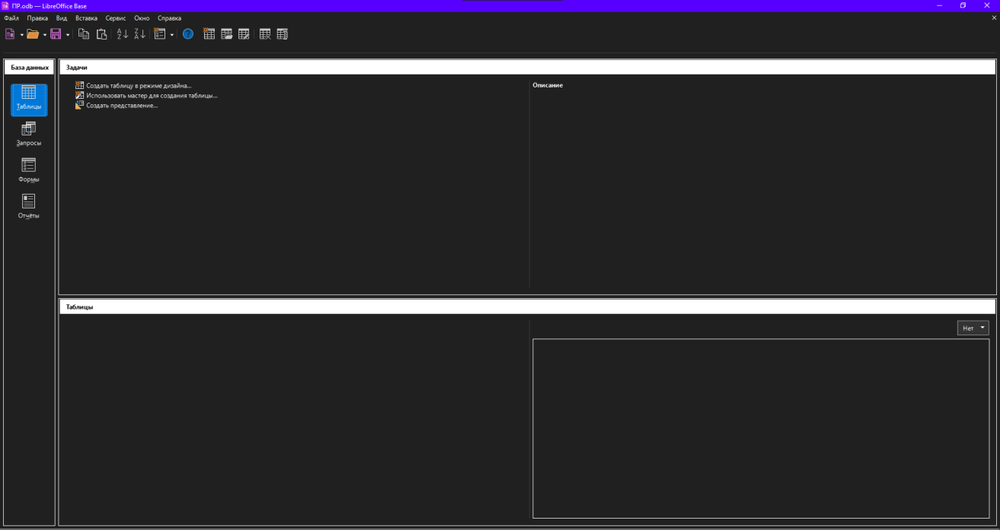 ПР.odb — LibreOffice Base
Файл Правка Вид Вставка Сервис Окно Справка
База данных
Задачи
Таблицы
Запросы
Формы
Отчёты
Создать таблицу в режиме дизайна...
Использовать мастер для создания таблицы...
Создать представление...
Описание
Таблицы
Нет